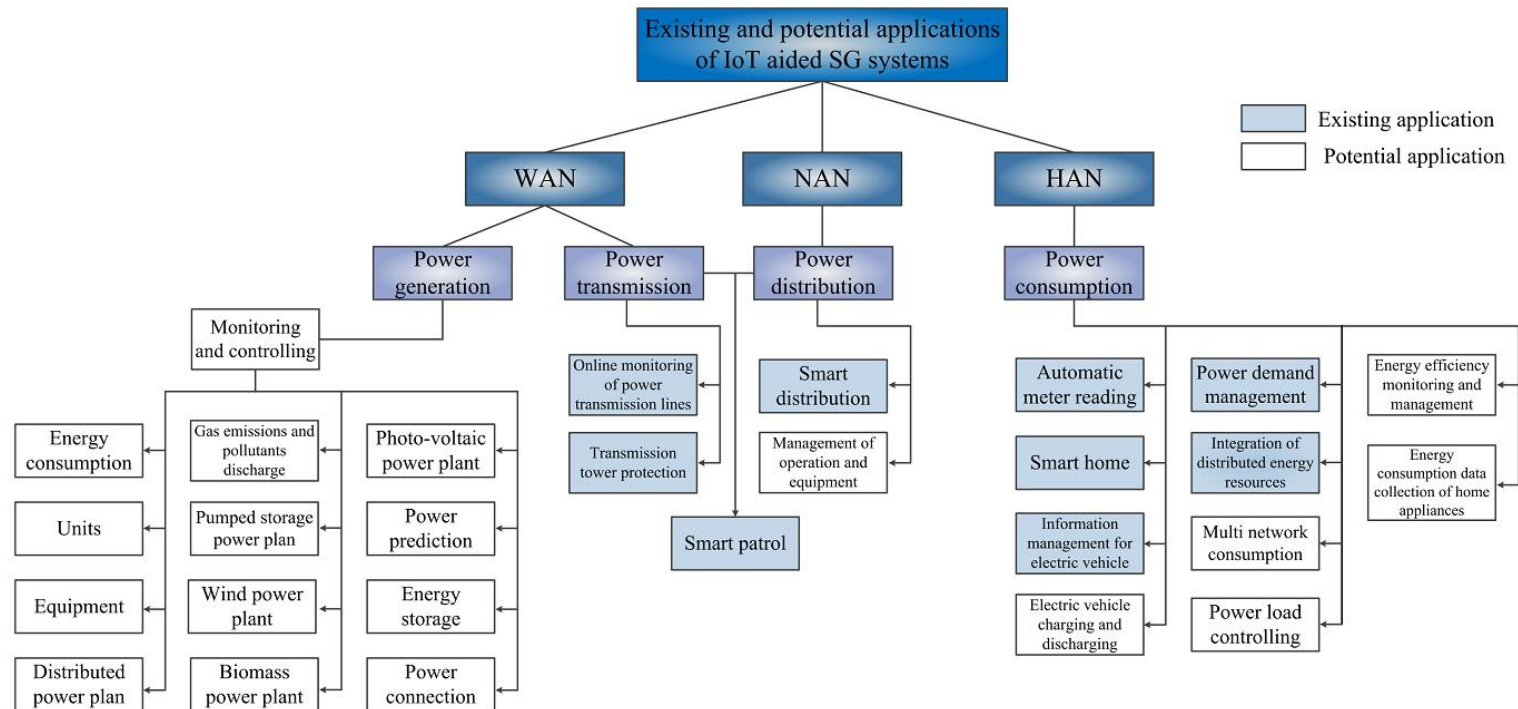 Existing and potential applications
of IoT aided SG systems
Existing application
Potential application
WAN
NAN
HAN
Power
generation
Power
transmission
Power
distribution
Power
consumption
Monitoring
and controlling
Energy
consumption
Units
Equipment
Distributed
power plan
Gas emissions and
pollutants
discharge
Pumped storage
power plan
Wind power
plant
Biomass
power plant
Photo-voltaic
power plant
Power
prediction
Energy
storage
Power
connection
Online monitoring
of power
transmission lines
Transmission
tower protection
Smart patrol
Smart
distribution
Management of
operation and
equipment
Automatic
meter reading
Smart home
Information
management for
electric vehicle
Electric vehicle
charging and
discharging
Power demand
management
Integration of
distributed energy
resources
Multi network
consumption
Power load
controlling
Energy efficiency
monitoring and
management
Energy
consumption data
collection of home
appliances